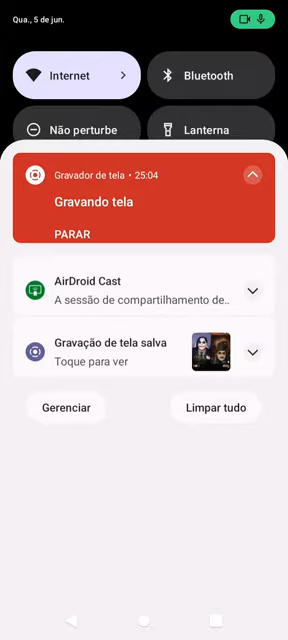 Qua., 5 de jun.
Internet
Bluetooth
Não perturbe
Lanterna
Gravador de tela • 25:04
Gravando tela
PARAR
AirDroid Cast
A sessão de compartilhamento de..
Gravação de tela salva
Toque para ver
Gerenciar
Limpar tudo